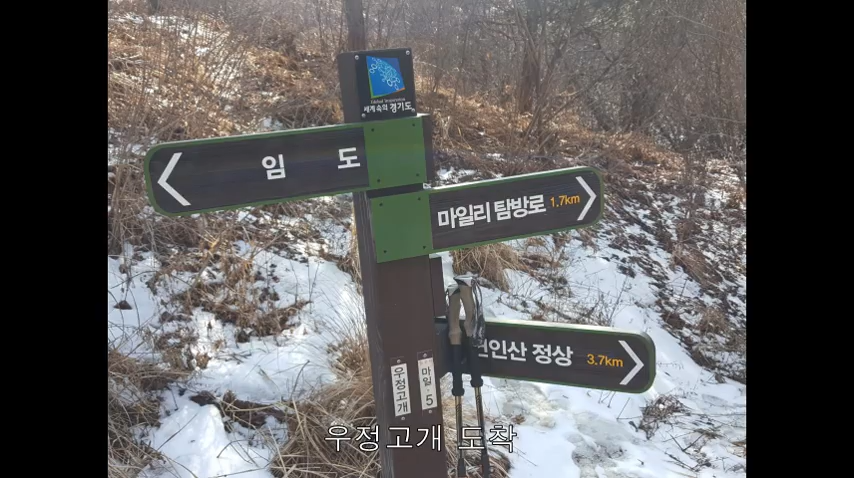 세계속의 경기도
임 도
마일리 탐방로 1.7km
인산 정상 3.7km
우정고개
마일-5
우정고개 도착